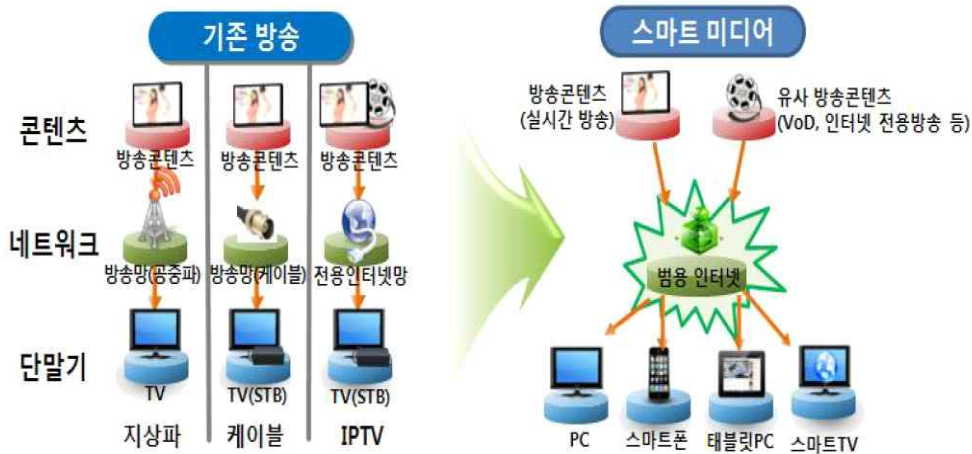 기존 방송
스마트 미디어
콘텐츠
방송콘텐츠
방송콘텐츠
방송콘텐츠
방송콘텐츠
(실시간 방송)
유사 방송콘텐츠
(VoD, 인터넷 전용방송 등)
네트워크
방송망(공중파)
방송망(케이블)
전용인터넷망
범용 인터넷
단말기
TV
TV(STB)
TV(STB)
PC
스마트폰
태블릿PC
스마트TV
지상파
케이블
IPTV